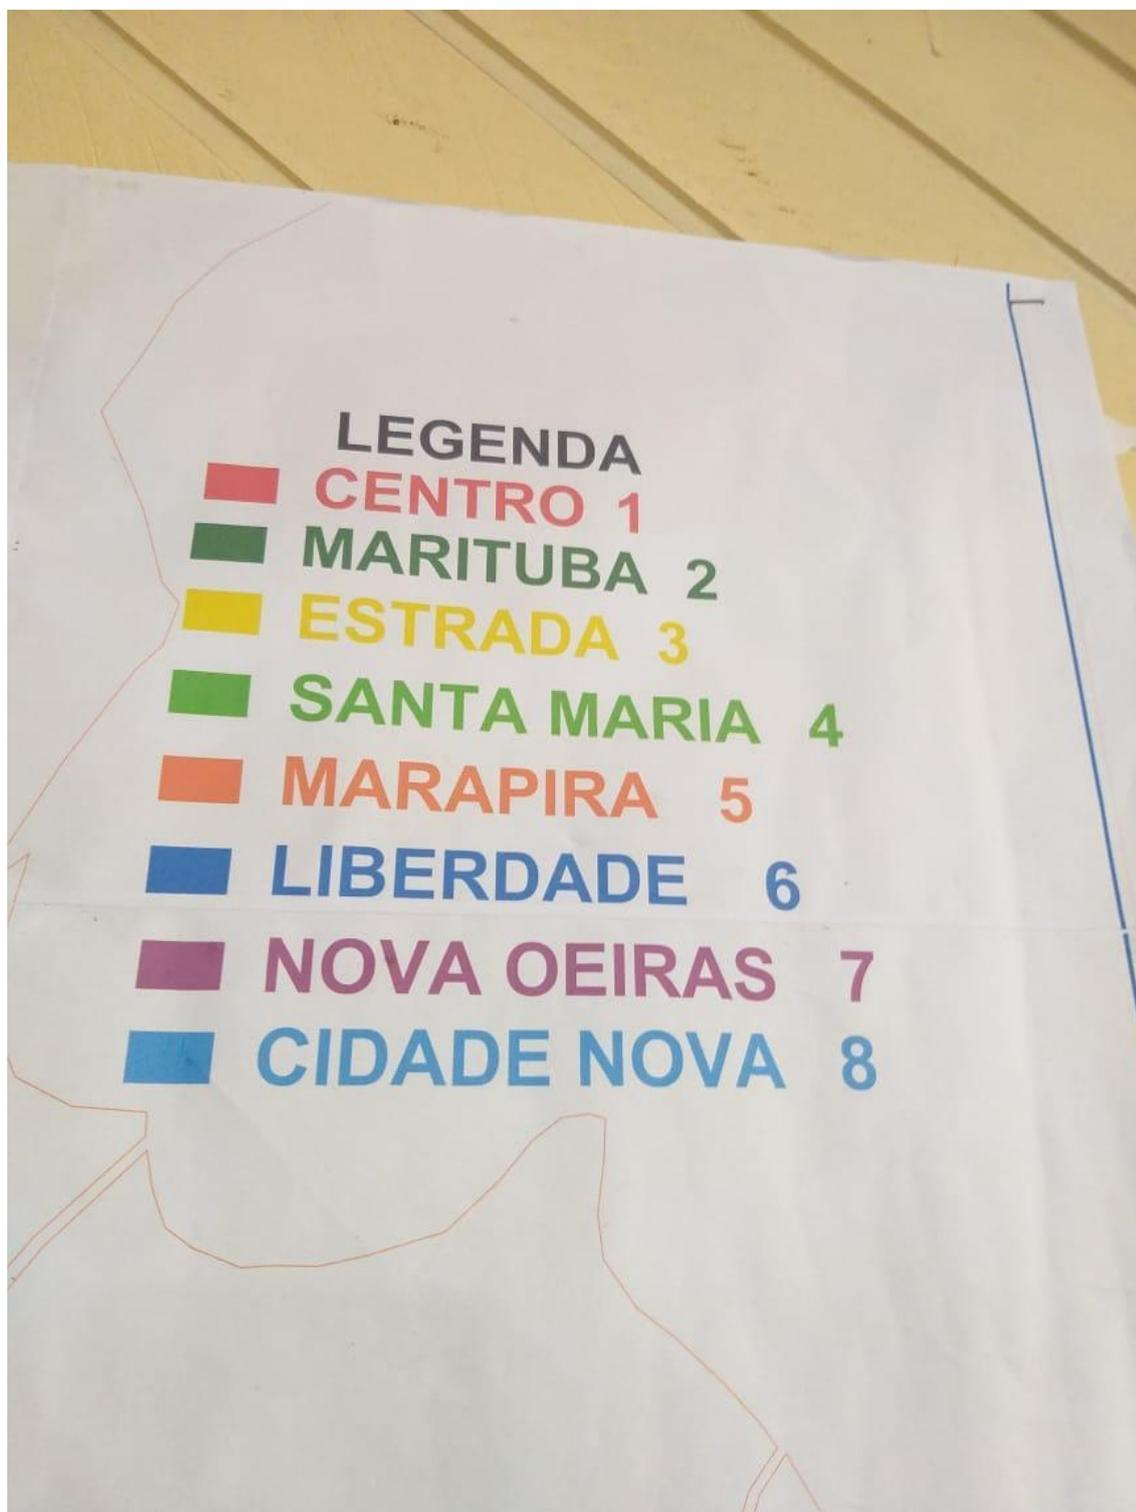 LEGENDA
CENTRO 1
MARITUBA 2
ESTRADA 3
SANTA MARIA 4
MARAPIRA 5
LIBERDADE 6
NOVA OEIRAS 7
CIDADE NOVA 8